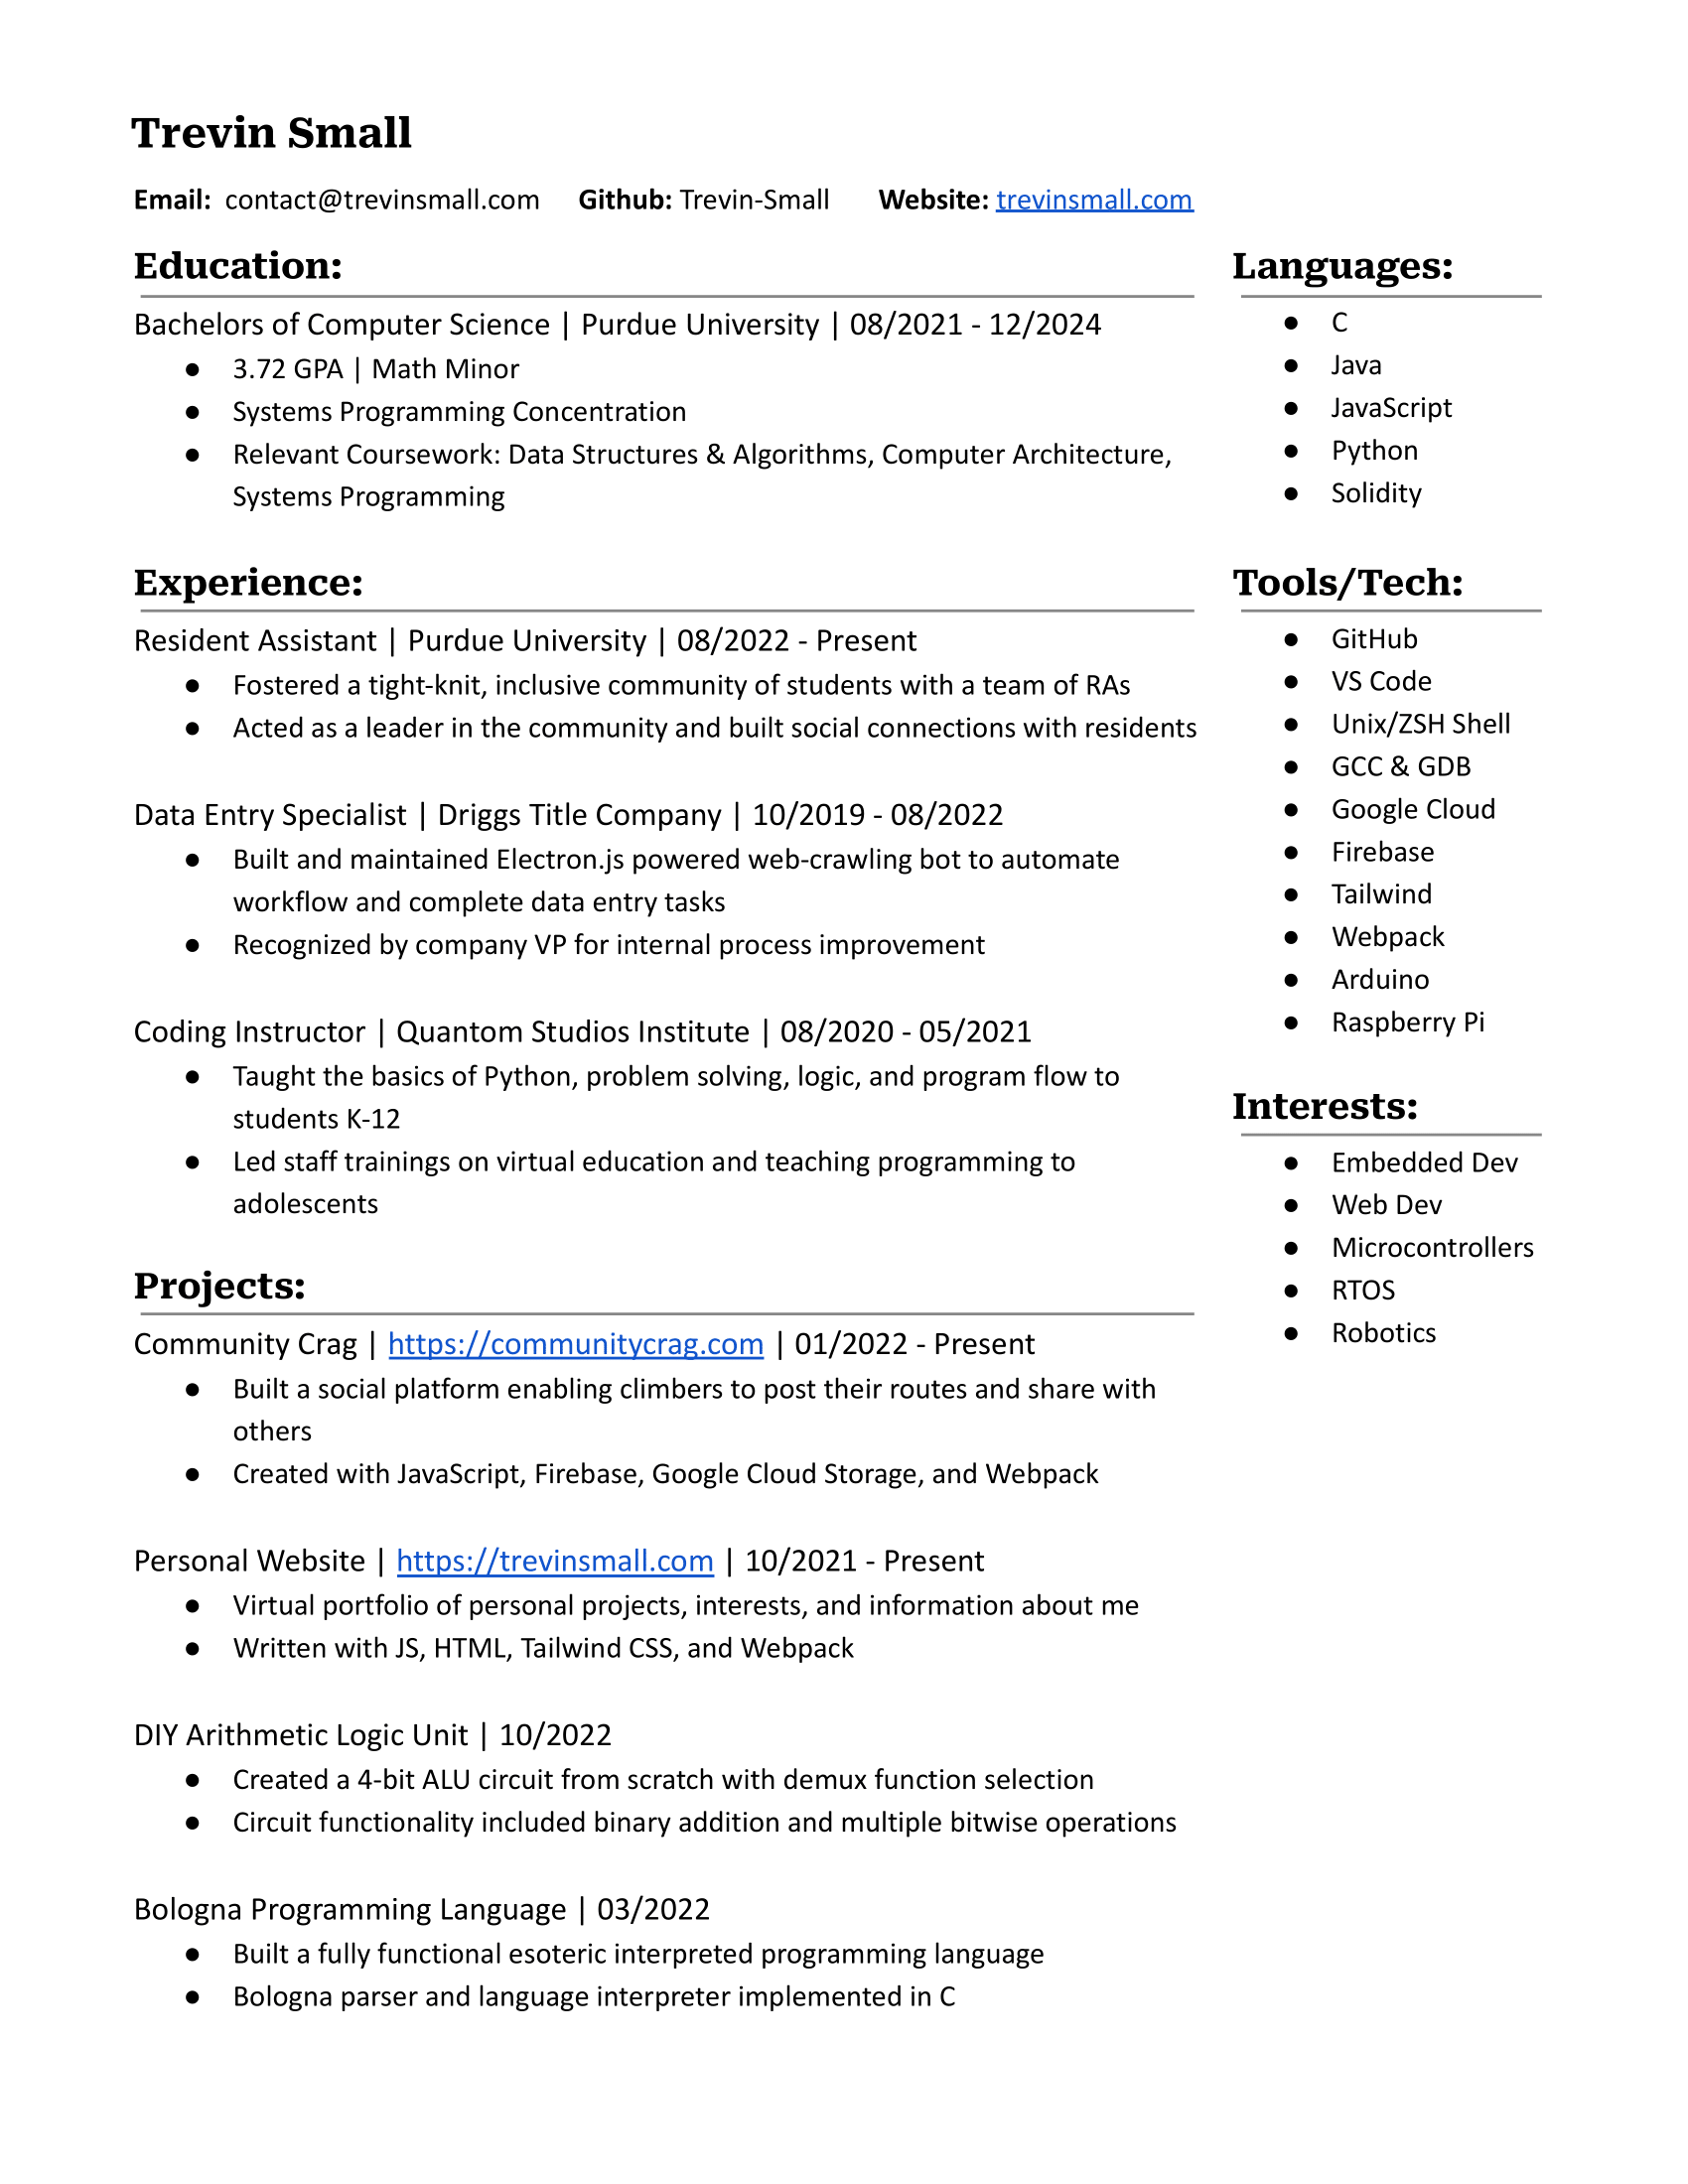 Trevin Small
Email: contact@trevinsmall.com Github: Trevin-Small Website: trevinsmall.com
Education:
Bachelors of Computer Science | Purdue University | 08/2021 - 12/2024
● 3.72 GPA | Math Minor
● Systems Programming Concentration
● Relevant Coursework: Data Structures & Algorithms, Computer Architecture,
Systems Programming
Experience:
Resident Assistant | Purdue University | 08/2022 - Present
● Fostered a tight-knit, inclusive community of students with a team of RAs
● Acted as a leader in the community and built social connections with residents
Data Entry Specialist | Driggs Title Company | 10/2019 - 08/2022
● Built and maintained Electron.js powered web-crawling bot to automate
workflow and complete data entry tasks
● Recognized by company VP for internal process improvement
Coding Instructor | Quantom Studios Institute | 08/2020 - 05/2021
● Taught the basics of Python, problem solving, logic, and program flow to
students K-12
● Led staff trainings on virtual education and teaching programming to
adolescents
Projects:
Community Crag | https://communitycrag.com | 01/2022 - Present
● Built a social platform enabling climbers to post their routes and share with
others
● Created with JavaScript, Firebase, Google Cloud Storage, and Webpack
Personal Website | https://trevinsmall.com | 10/2021 - Present
● Virtual portfolio of personal projects, interests, and information about me
● Written with JS, HTML, Tailwind CSS, and Webpack
DIY Arithmetic Logic Unit | 10/2022
● Created a 4-bit ALU circuit from scratch with demux function selection
● Circuit functionality included binary addition and multiple bitwise operations
Bologna Programming Language | 03/2022
● Built a fully functional esoteric interpreted programming language
● Bologna parser and language interpreter implemented in C
Languages:
● C
● Java
● JavaScript
● Python
● Solidity
Tools/Tech:
● GitHub
● VS Code
● Unix/ZSH Shell
● GCC & GDB
● Google Cloud
● Firebase
● Tailwind
● Webpack
● Arduino
● Raspberry Pi
Interests:
● Embedded Dev
● Web Dev
● Microcontrollers
● RTOS
● Robotics